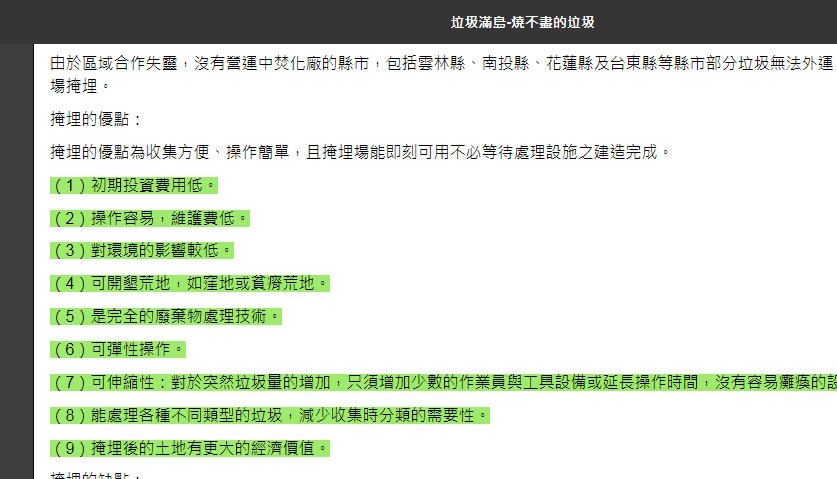 垃圾滿島-燒不盡的垃圾
由於區域合作失靈，沒有營運中焚化廠的縣市，包括雲林縣、南投縣、花蓮縣及台東縣等縣市部分垃圾無法外運
場掩埋。
掩埋的優點：
掩埋的優點為收集方便、操作簡單，且掩埋場能即刻可用不必等待處理設施之建造完成。
（1）初期投資費用低。
（2）操作容易，維護費低。
（3）對環境的影響較低。
（4）可開墾荒地，如窪地或貧瘠荒地。
（5）是完全的廢棄物處理技術。
（6）可彈性操作。
（7）可伸縮性：對於突然垃圾量的增加，只須增加少數的作業員與工具設備或延長操作時間，沒有容易癱瘓的設
（8）能處理各種不同類型的垃圾，減少收集時分類的需要性。
（9）掩埋後的土地有更大的經濟價值。
掩埋的缺點：